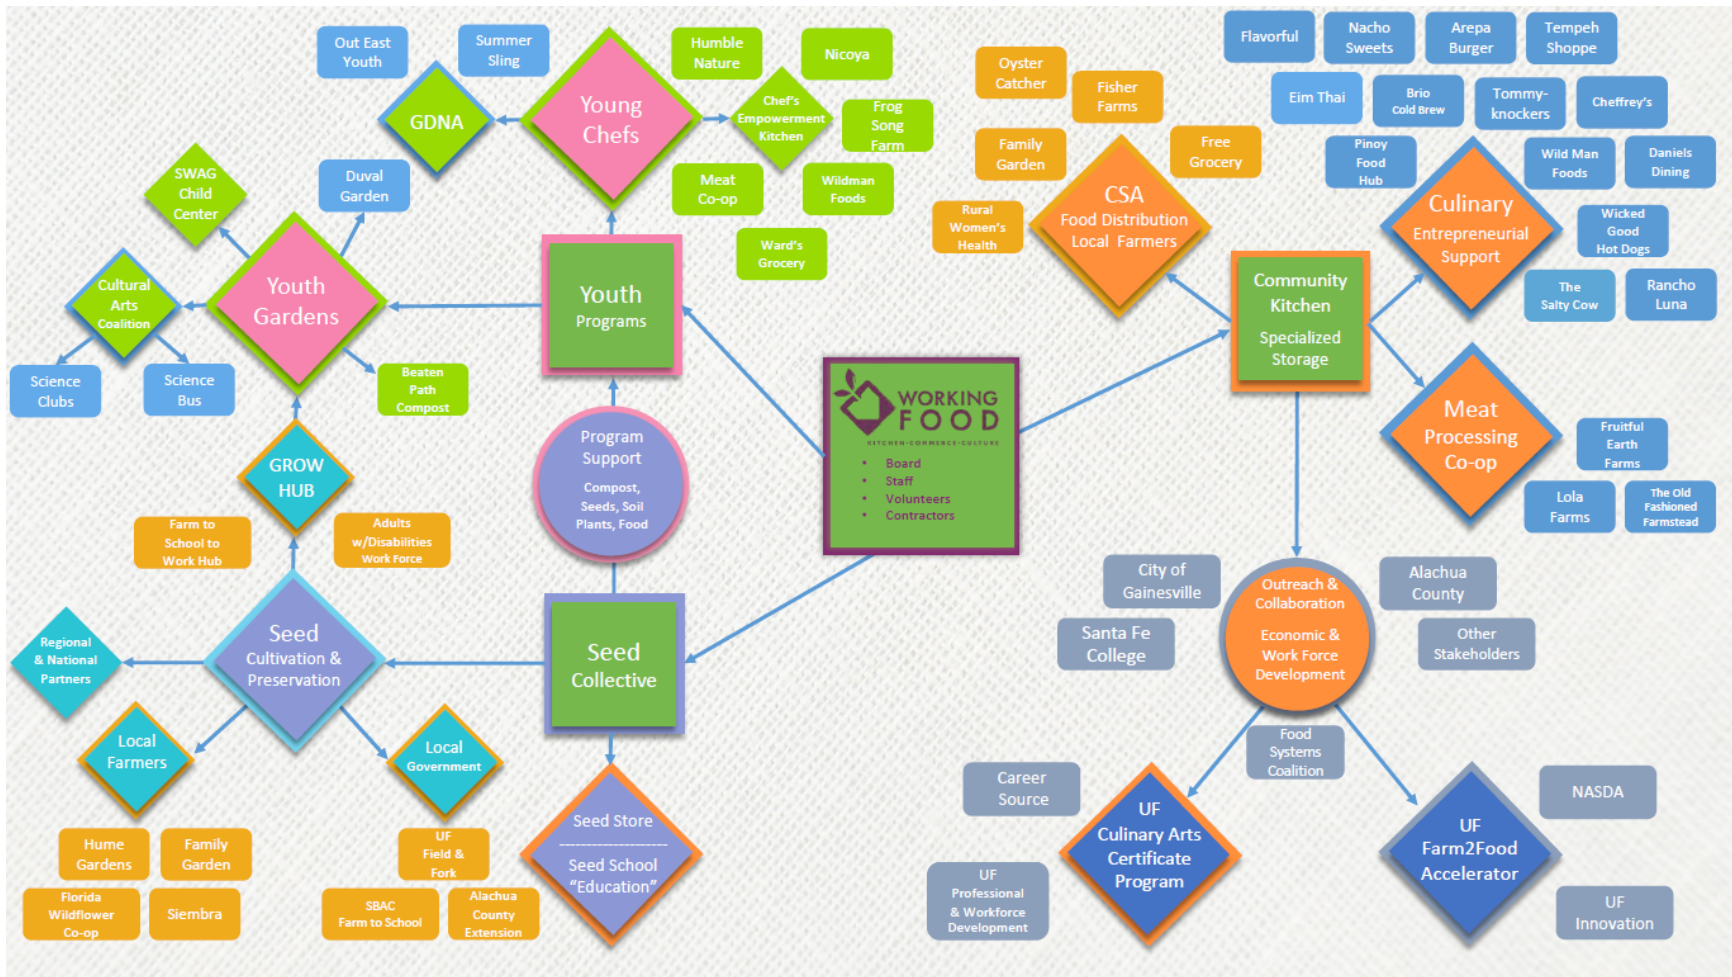 Out East
Youth
Summer
Sling
GDNA
Young
Chefs
Humble
Nature
Nicoya
Chef's
Empowerment
Kitchen
Frog
Song
Farm
Meat
Co-op
Wildman
Foods
Ward's
Grocery
SWAG
Child
Center
Duval
Garden
Cultural
Arts
Coalition
Youth
Gardens
Science
Clubs
Science
Bus
Beaten
Path
Compost
Youth
Programs
Program
Support
Compost,
Seeds, Soil
Plants, Food
GROW
HUB
Farm to
School to
Work Hub
Adults
w/Disabilities
Work Force
Seed
Cultivation &
Preservation
Regional
& National
Partners
Local
Farmers
Local
Government
Hume
Gardens
Family
Garden
Florida
Wildflower
Co-op
Siembra
UF
Field &
Fork
SBAC
Farm to School
Alachua
County
Extension
Seed
Collective
Seed Store
--------------------
Seed School
“Education”
WORKING
FOOD
KITCHEN•COMMERCE•CULTURE
• Board
• Staff
• Volunteers
• Contractors
Oyster
Catcher
Fisher
Farms
Family
Garden
Free
Grocery
Rural
Women's
Health
CSA
Food Distribution
Local Farmers
Community
Kitchen
Specialized
Storage
Flavorful
Nacho
Sweets
Arepa
Burger
Tempeh
Shoppe
Eim Thai
Brio
Cold Brew
Tommy-
knockers
Cheffrey's
Pinoy
Food
Hub
Wild Man
Foods
Daniels
Dining
Culinary
Entrepreneurial
Support
Wicked
Good
Hot Dogs
The
Salty Cow
Rancho
Luna
Meat
Processing
Co-op
Fruitful
Earth
Farms
Lola
Farms
The Old
Fashioned
Farmstead
City of
Gainesville
Santa Fe
College
Outreach &
Collaboration
Economic &
Work Force
Development
Alachua
County
Other
Stakeholders
Food
Systems
Coalition
Career
Source
UF
Culinary Arts
Certificate
Program
UF
Professional
& Workforce
Development
UF
Farm2Food
Accelerator
NASDA
UF
Innovation